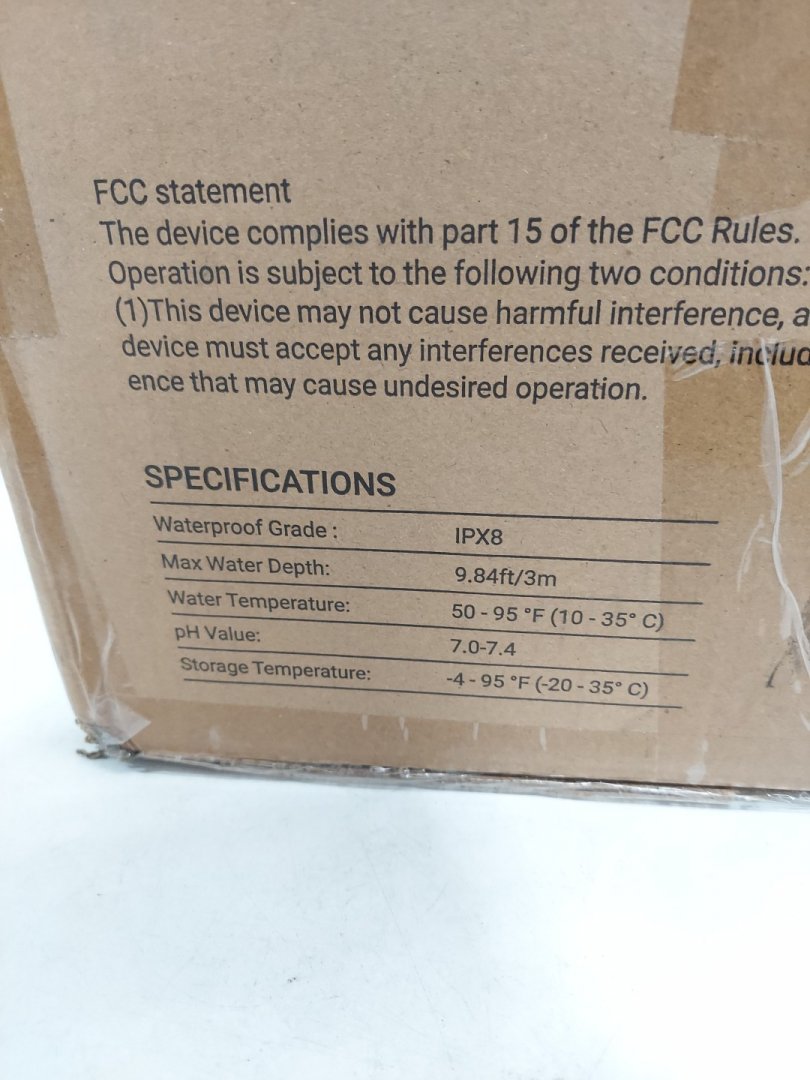 FCC statement
The device complies with part 15 of the FCC Rules.
Operation is subject to the following two conditions:
(1)This device may not cause harmful interference, a
device must accept any interferences received, includ
ence that may cause undesired operation.
SPECIFICATIONS
Waterproof Grade : IPX8
Max Water Depth: 9.84ft/3m
Water Temperature: 50 - 95 °F (10 - 35° C)
pH Value: 7.0-7.4
Storage Temperature: -4 - 95 °F (-20 - 35° C)